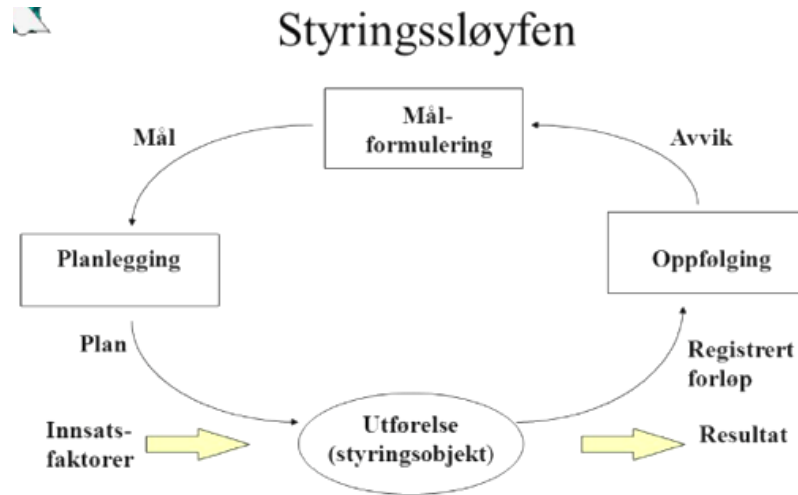 Styringssløyfen
Mål-
formulering
Mål
Avvik
Planlegging
Oppfølging
Plan
Registrert
forløp
Utførelse
(styringsobjekt)
Innsats-
faktorer
Resultat